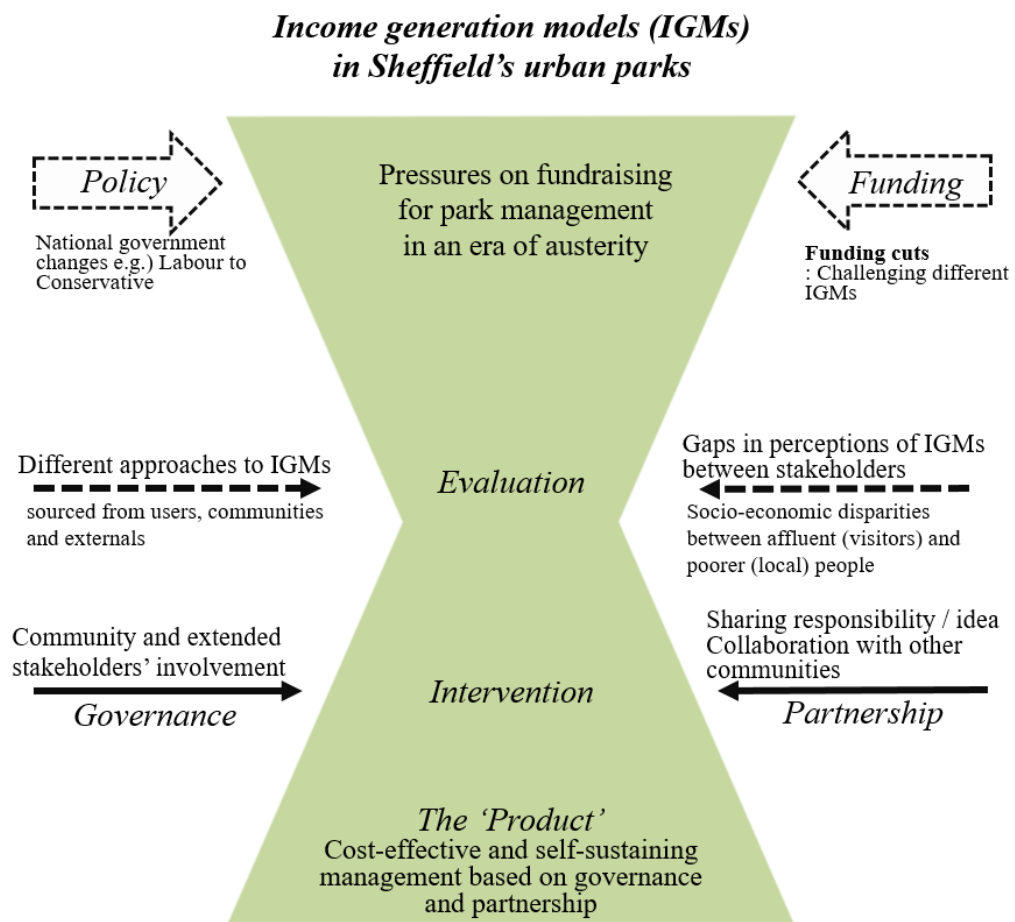 Income generation models (IGMs)
in Sheffield’s urban parks
Policy
National government
changes e.g.) Labour to
Conservative
Pressures on fundraising
for park management
in an era of austerity
Funding
Funding cuts
: Challenging different
IGMs
Different approaches to IGMs
sourced from users, communities
and externals
Evaluation
Gaps in perceptions of IGMs
between stakeholders
Socio-economic disparities
between affluent (visitors) and
poorer (local) people
Community and extended
stakeholders’ involvement
Governance
Intervention
Sharing responsibility / idea
Collaboration with other
communities
Partnership
The ‘Product’
Cost-effective and self-sustaining
management based on governance
and partnership